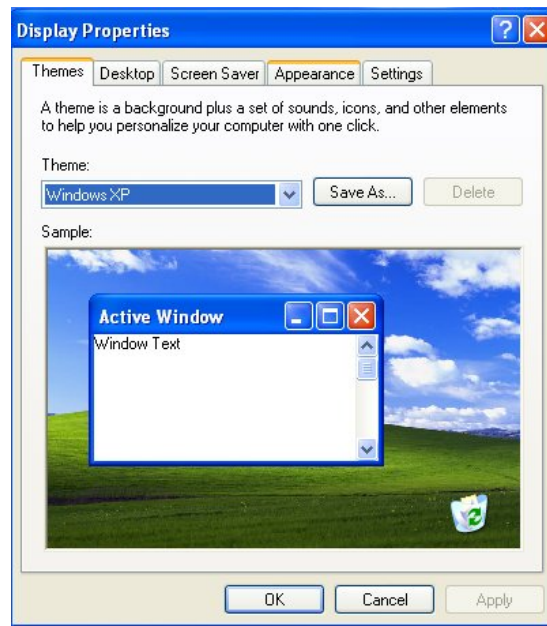 Display Properties
Themes Desktop Screen Saver Appearance Settings
A theme is a background plus a set of sounds, icons, and other elements
to help you personalize your computer with one click.
Theme:
Windows XP Save As... Delete
Sample:
Active Window
Window Text
OK Cancel Apply